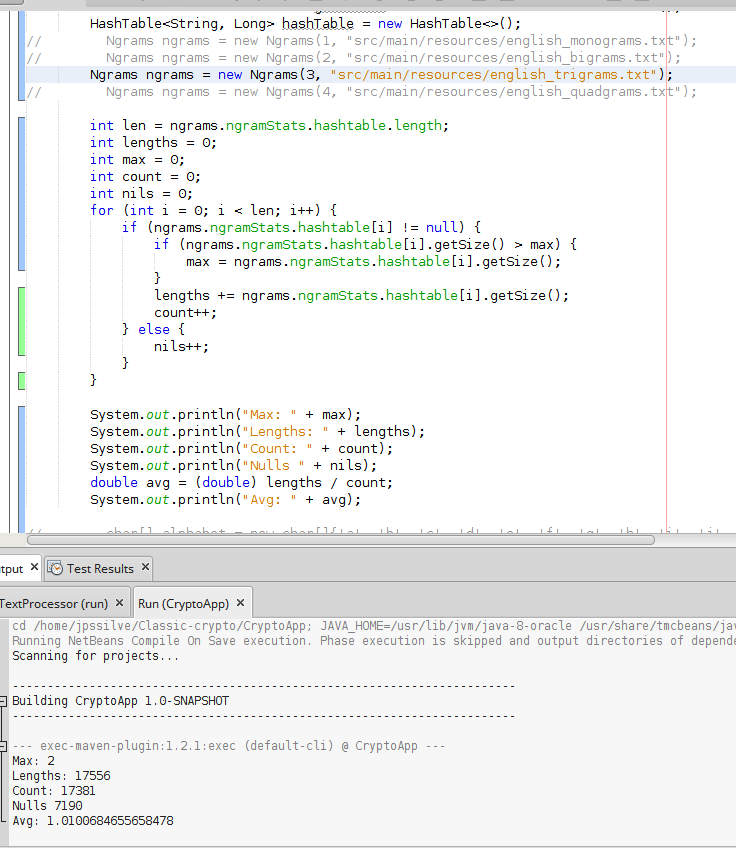 HashTable<String, Long> hashTable = new HashTable<>();
//        Ngrams ngrams = new Ngrams(1, "src/main/resources/english_monograms.txt");
//        Ngrams ngrams = new Ngrams(2, "src/main/resources/english_bigrams.txt");
        Ngrams ngrams = new Ngrams(3, "src/main/resources/english_trigrams.txt");
//        Ngrams ngrams = new Ngrams(4, "src/main/resources/english_quadgrams.txt");
        int len = ngrams.ngramStats.hashtable.length;
        int lengths = 0;
        int max = 0;
        int count = 0;
        int nils = 0;
        for (int i = 0; i < len; i++) {
            if (ngrams.ngramStats.hashtable[i] != null) {
                if (ngrams.ngramStats.hashtable[i].getSize() > max) {
                    max = ngrams.ngramStats.hashtable[i].getSize();
                }
                lengths += ngrams.ngramStats.hashtable[i].getSize();
                count++;
            } else {
                nils++;
            }
        }
        System.out.println("Max: " + max);
        System.out.println("Lengths: " + lengths);
        System.out.println("Count: " + count);
        System.out.println("Nulls " + nils);
        double avg = (double) lengths / count;
        System.out.println("Avg: " + avg);
tput × Test Results ×
TextProcessor (run) × Run (CryptoApp) ×
cd /home/jpssilve/Classic-crypto/CryptoApp; JAVA_HOME=/usr/lib/jvm/java-8-oracle /usr/share/tmcbeans/jav
Running NetBeans Compile On Save execution. Phase execution is skipped and output directories of depende
Scanning for projects...
------------------------------------------------------------------------
Building CryptoApp 1.0-SNAPSHOT
------------------------------------------------------------------------
--- exec-maven-plugin:1.2.1:exec (default-cli) @ CryptoApp ---
Max: 2
Lengths: 17556
Count: 17381
Nulls 7190
Avg: 1.0100684655658478